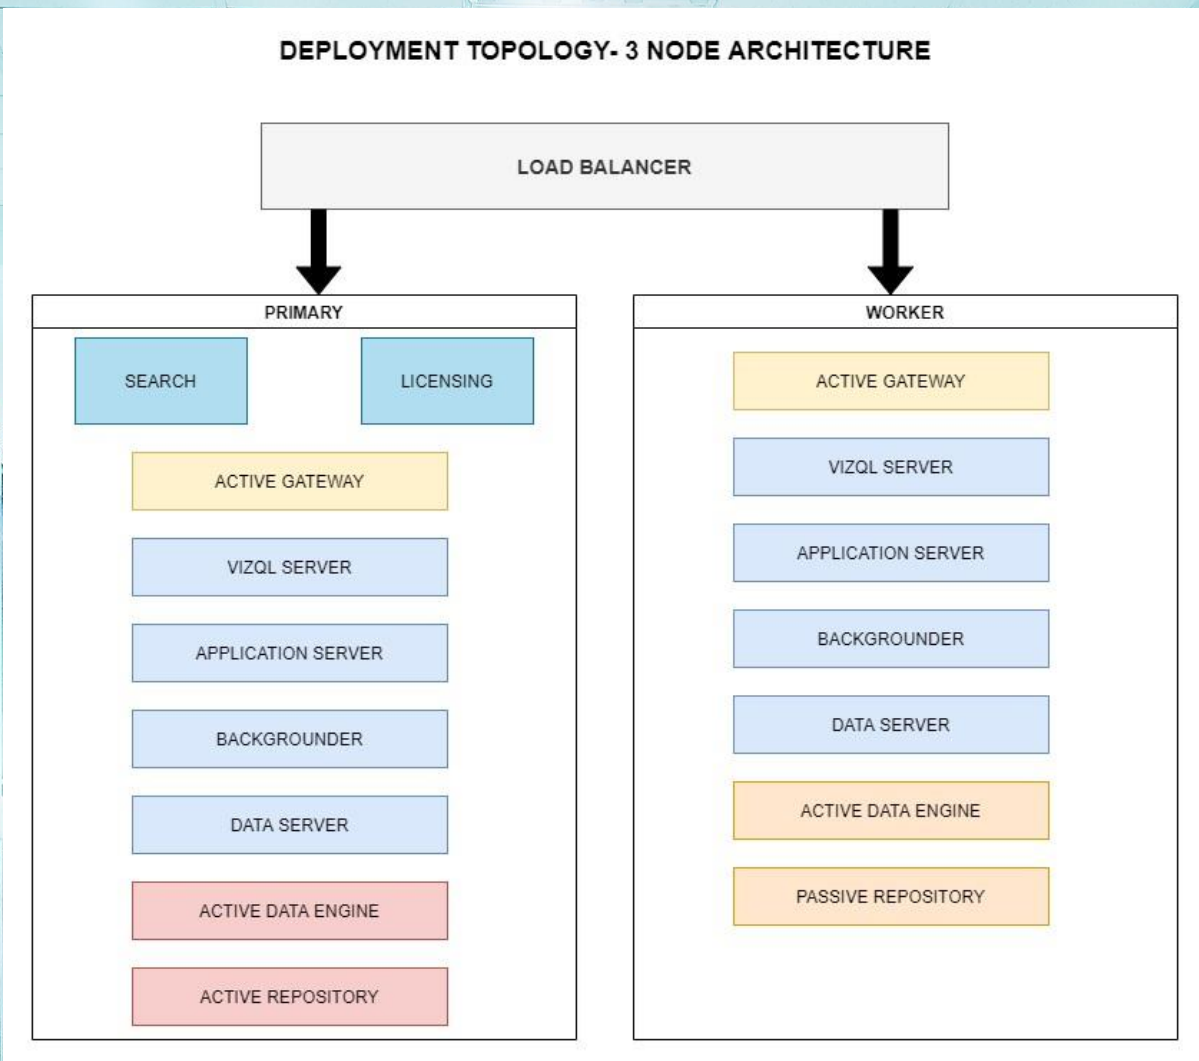 DEPLOYMENT TOPOLOGY- 3 NODE ARCHITECTURE
LOAD BALANCER
PRIMARY
SEARCH
LICENSING
ACTIVE GATEWAY
VIZQL SERVER
APPLICATION SERVER
BACKGROUNDER
DATA SERVER
ACTIVE DATA ENGINE
ACTIVE REPOSITORY
WORKER
ACTIVE GATEWAY
VIZQL SERVER
APPLICATION SERVER
BACKGROUNDER
DATA SERVER
ACTIVE DATA ENGINE
PASSIVE REPOSITORY